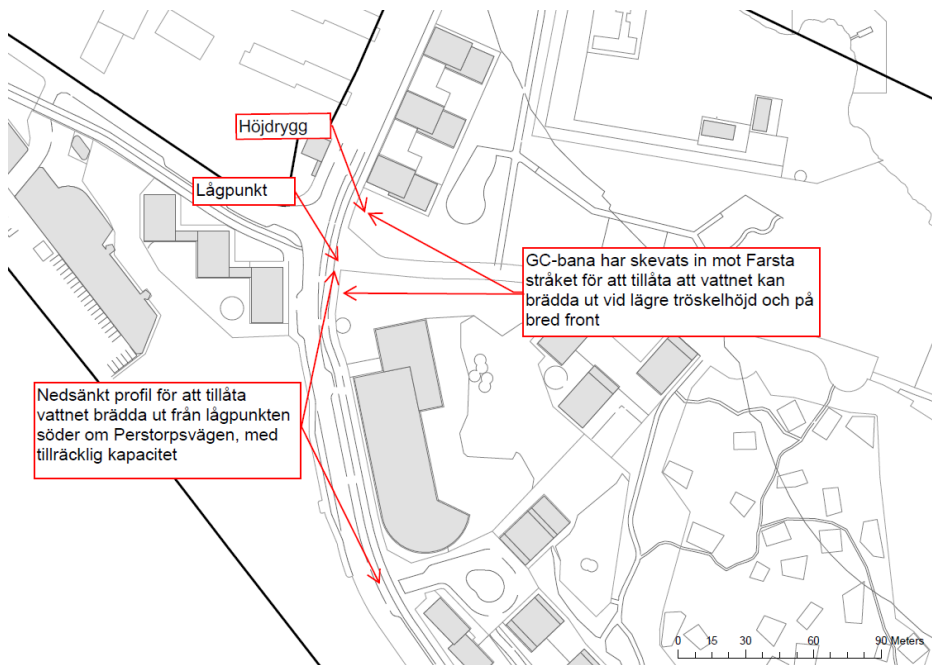 Höjdrygg
Lågpunkt
GC-bana har skevats in mot Farsta
stråket för att tillåta att vattnet kan
brädda ut vid lägre tröskelhöjd och på
bred front
Nedsänkt profil för att tillåta
vattnet brädda ut från lågpunkten
söder om Perstorpsvägen, med
tillräcklig kapacitet
0 15 30 60 90 Meters